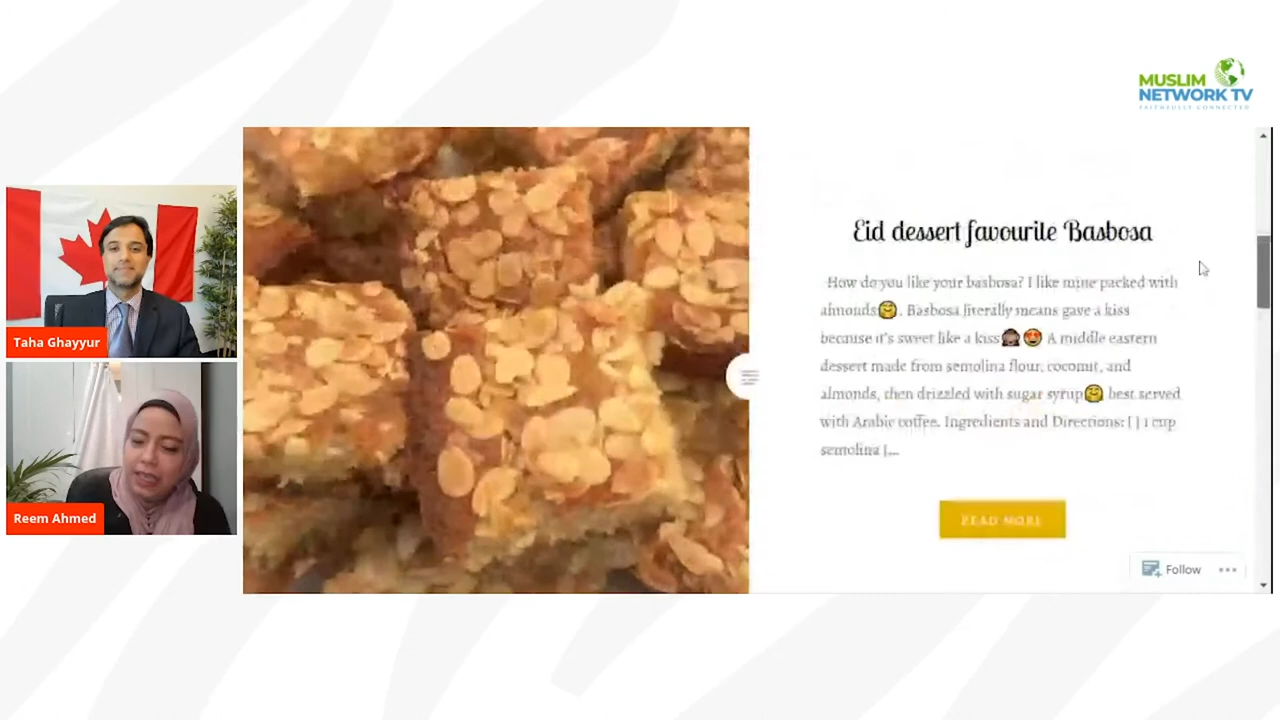 MUSLIM
NETWORK TV
FAITHFULLY CONNECTED
Taha Ghayyur
Reem Ahmed
Eid dessert favourite Basbosa
How do you like your basbosa? I like mine packed with
almonds🤗. Basbosa literally means gave a kiss
because it's sweet like a kiss🙈😍 A middle eastern
dessert made from semolina flour, coconut, and
almonds, then drizzled with sugar syrup🤗 best served
with Arabic coffee. Ingredients and Directions: [ ] 1 cup
semolina [...
READ MORE
Follow